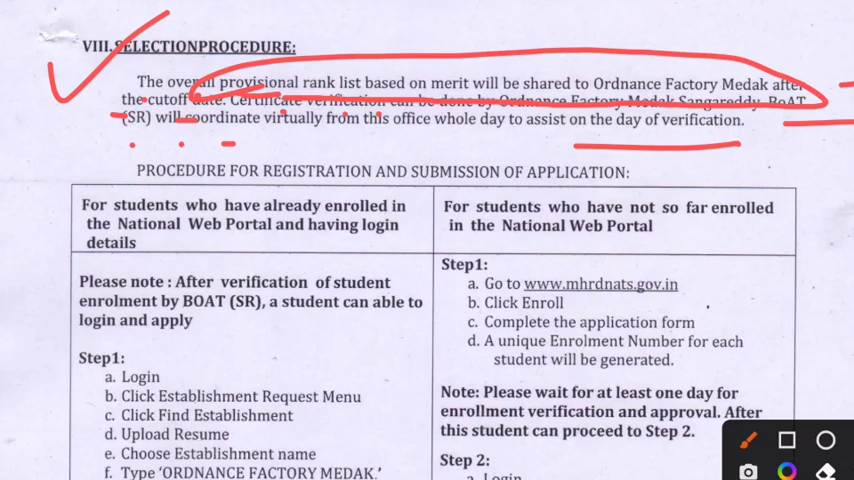 VIII.SELECTIONPROCEDURE:
The overall provisional rank list based on merit will be shared to Ordnance Factory Medak after
the cutoff date. Certificate verification can be done by Ordnance Factory Medak Sangareddy. BoAT
(SR) will coordinate virtually from this office whole day to assist on the day of verification.
PROCEDURE FOR REGISTRATION AND SUBMISSION OF APPLICATION:
For students who have already enrolled in
the National Web Portal and having login
details
Please note : After verification of student
enrolment by BOAT (SR), a student can able to
login and apply
Step1:
a. Login
b. Click Establishment Request Menu
c. Click Find Establishment
d. Upload Resume
e. Choose Establishment name
f. Type ‘ORDNANCE FACTORY MEDAK.’
For students who have not so far enrolled
in the National Web Portal
Step1:
a. Go to www.mhrdnats.gov.in
b. Click Enroll
c. Complete the application form
d. A unique Enrolment Number for each
student will be generated.
Note: Please wait for at least one day for
enrollment verification and approval. After
this student can proceed to Step 2.
Step 2:
a. Login